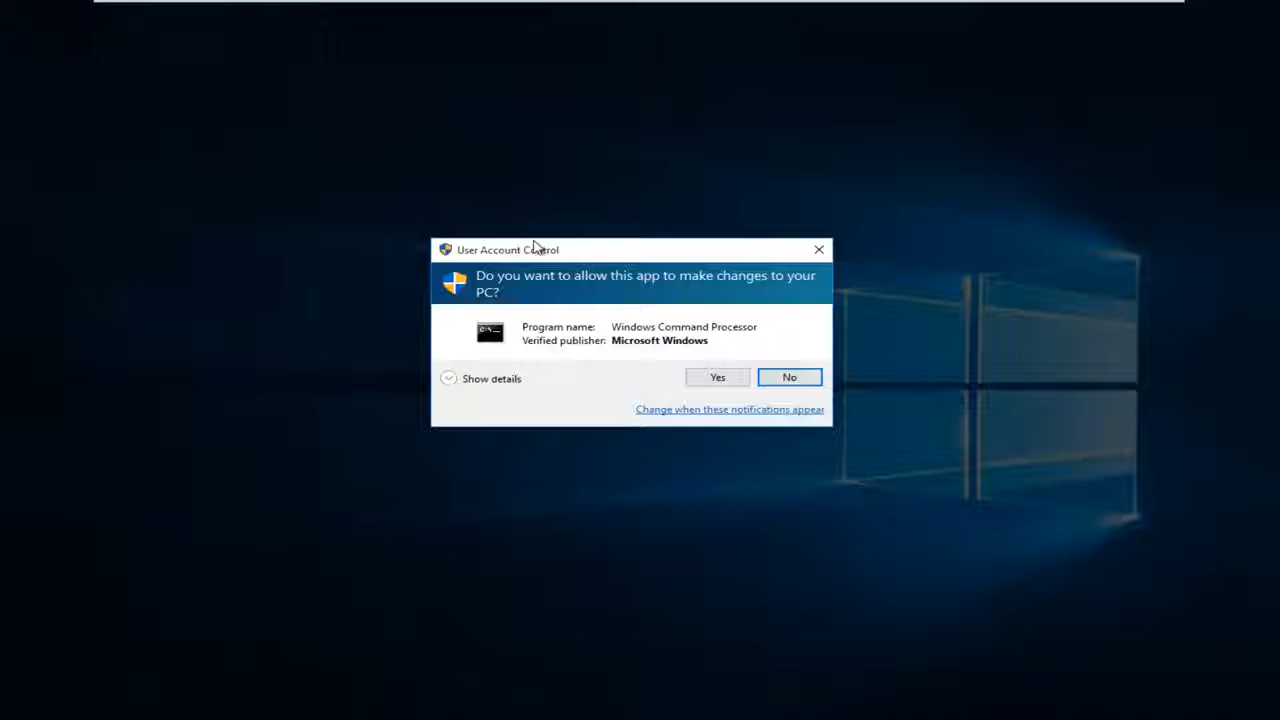 User Account Control
Do you want to allow this app to make changes to your
PC?
Program name: Windows Command Processor
Verified publisher: Microsoft Windows
Show details
Yes
No
Change when these notifications appear